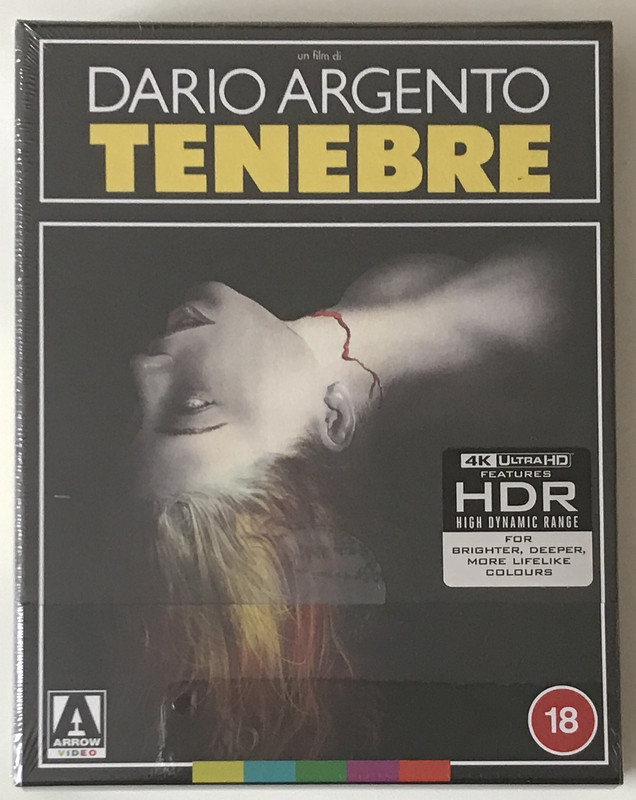 un film di
DARIO ARGENTO
TENEBRE
4K ULTRA HD
FEATURES
HDR
HIGH DYNAMIC RANGE
FOR
BRIGHTER, DEEPER,
MORE LIFELIKE
COLOURS
ARROW
VIDEO
18